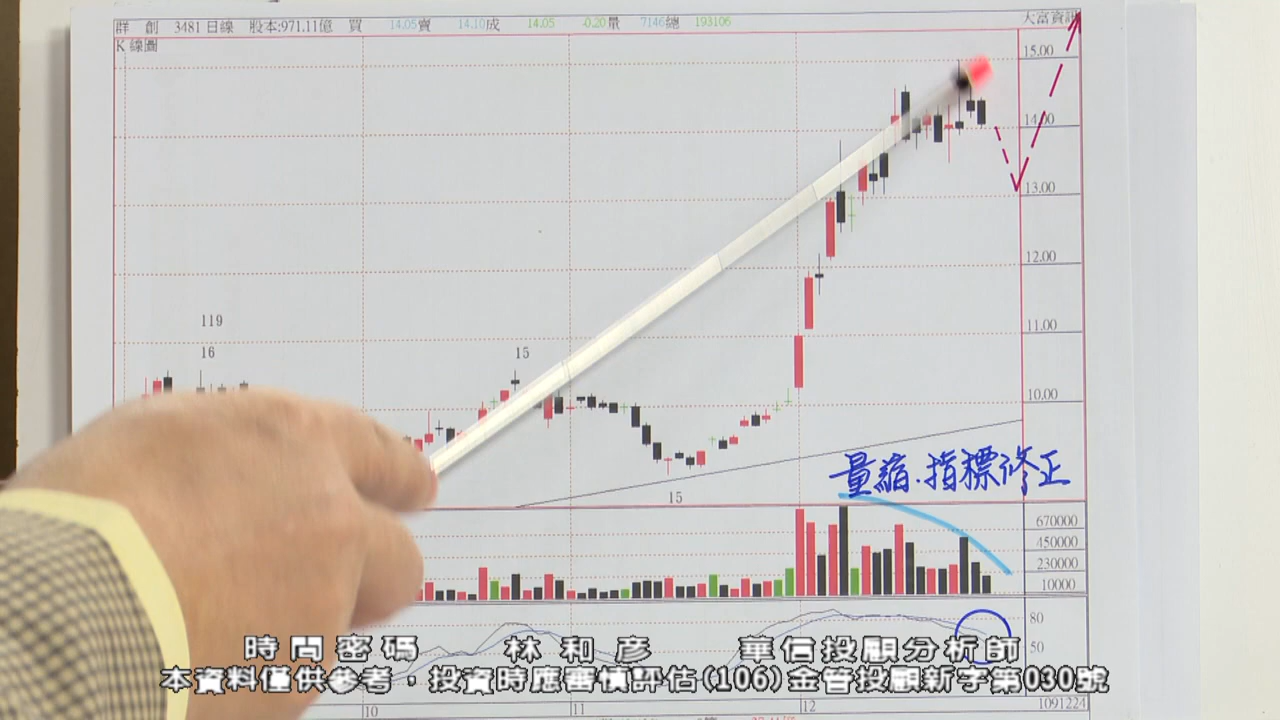 群 創 3481 日線 股本:971.11億 買 14.05賣 14.10成 14.05 -0.20量 7146總 193106
大富資訊
K 線圖
15.00
14.00
13.00
12.00
11.00
10.00
119
16
15
15
量縮.指標修正
670000
450000
230000
10000
80
50
時間密碼 林和彥 華信投顧分析師
本資料僅供參考，投資時應審慎評估(106)金管投顧新字第030號
10 11 12 1091224